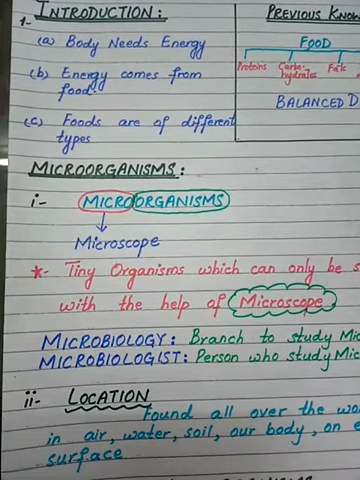 1- INTRODUCTION:
(a) Body Needs Energy
(b) Energy comes from
food.
(c) Foods are of different
types
PREVIOUS KNOW
FOOD
Proteins Carbo- Fats
hydrates
BALANCED D
MICROORGANISMS:
i- MICROORGANISMS
Microscope
* Tiny Organisms which can only be s
with the help of Microscope
MICROBIOLOGY: Branch to study Mic
MICROBIOLOGIST: Person who study Mic
ii- LOCATION
Found all over the wo
in air, water, soil, our body, on e
surface